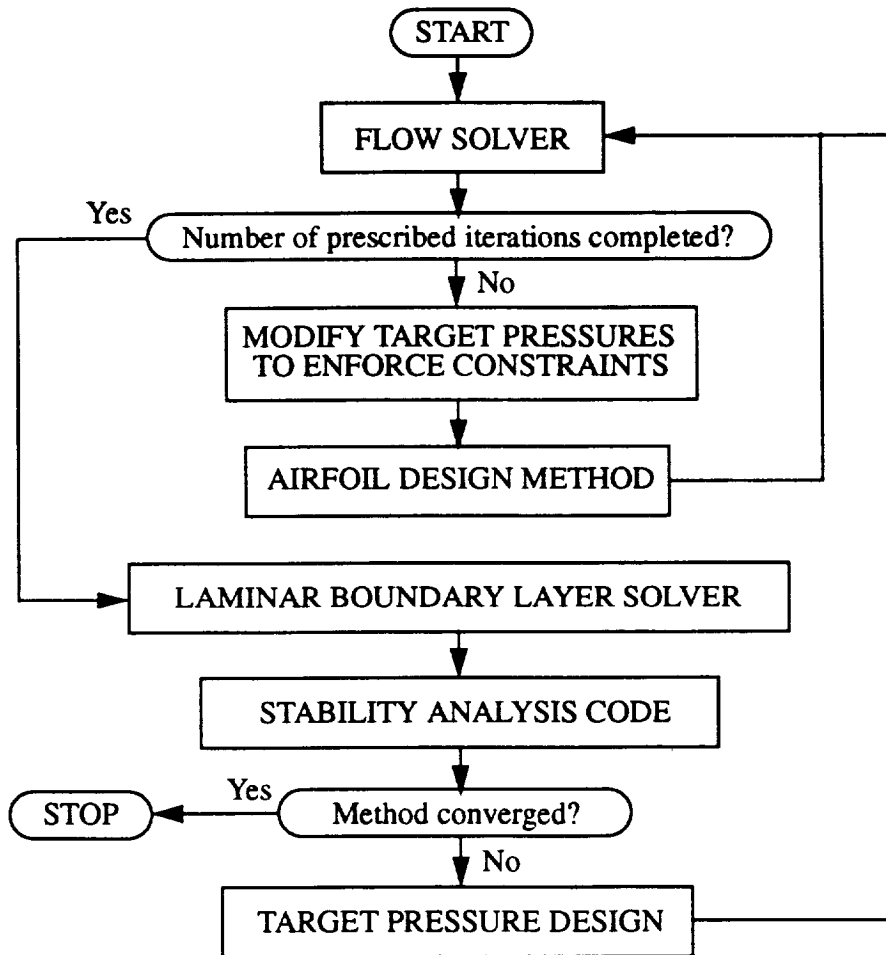 START
FLOW SOLVER
Yes
Number of prescribed iterations completed?
No
MODIFY TARGET PRESSURES
TO ENFORCE CONSTRAINTS
AIRFOIL DESIGN METHOD
LAMINAR BOUNDARY LAYER SOLVER
STABILITY ANALYSIS CODE
STOP
Yes
Method converged?
No
TARGET PRESSURE DESIGN